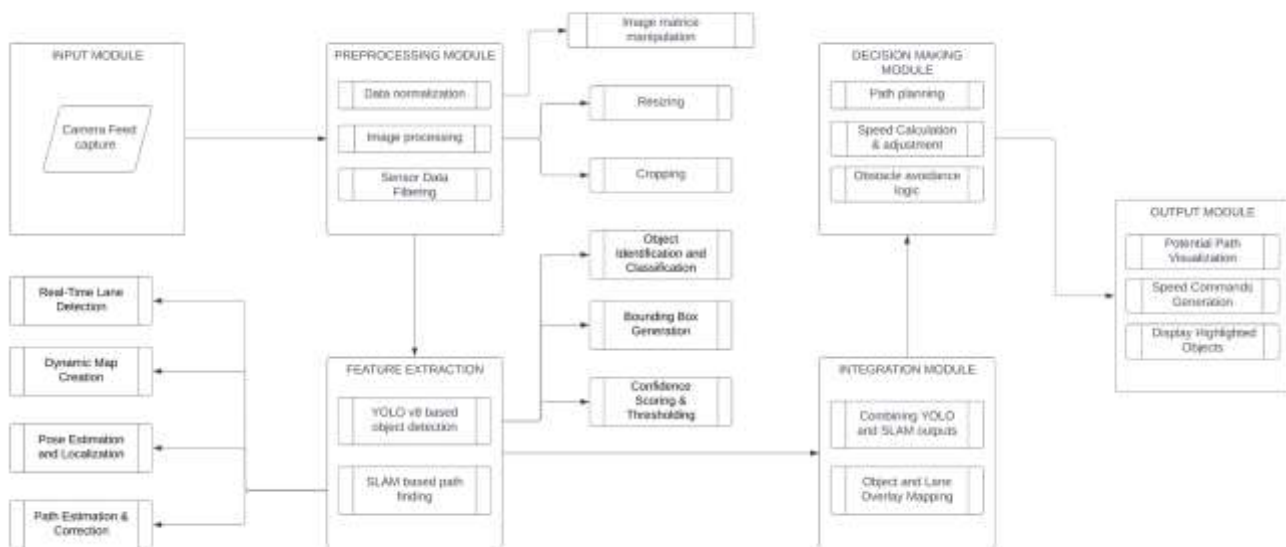 INPUT MODULE
Camera Feed
capture
PREPROCESSING MODULE
Data normalization
Image processing
Sensor Data
Filtering
Image matrice
manipulation
Resizing
Cropping
DECISION MAKING
MODULE
Path planning
Speed Calculation
& adjustment
Obstacle avoidance
logic
OUTPUT MODULE
Potential Path
Visualization
Speed Commands
Generation
Display Highlighted
Objects
Real-Time Lane
Detection
Dynamic Map
Creation
Pose Estimation
and Localization
Path Estimation &
Correction
FEATURE EXTRACTION
YOLO v8 based
object detection
SLAM based path
finding
Object
Identification and
Classification
Bounding Box
Generation
Confidence
Scoring &
Thresholding
INTEGRATION MODULE
Combining YOLO
and SLAM outputs
Object and Lane
Overlay Mapping